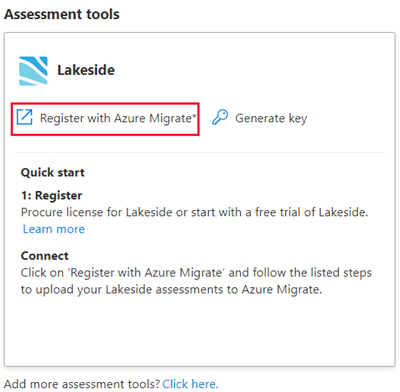 Assessment tools
Lakeside
Register with Azure Migrate*
Generate key
Quick start
1: Register
Procure license for Lakeside or start with a free trial of Lakeside.
Learn more
Connect
Click on 'Register with Azure Migrate' and follow the listed steps
to upload your Lakeside assessments to Azure Migrate.
Add more assessment tools? Click here.